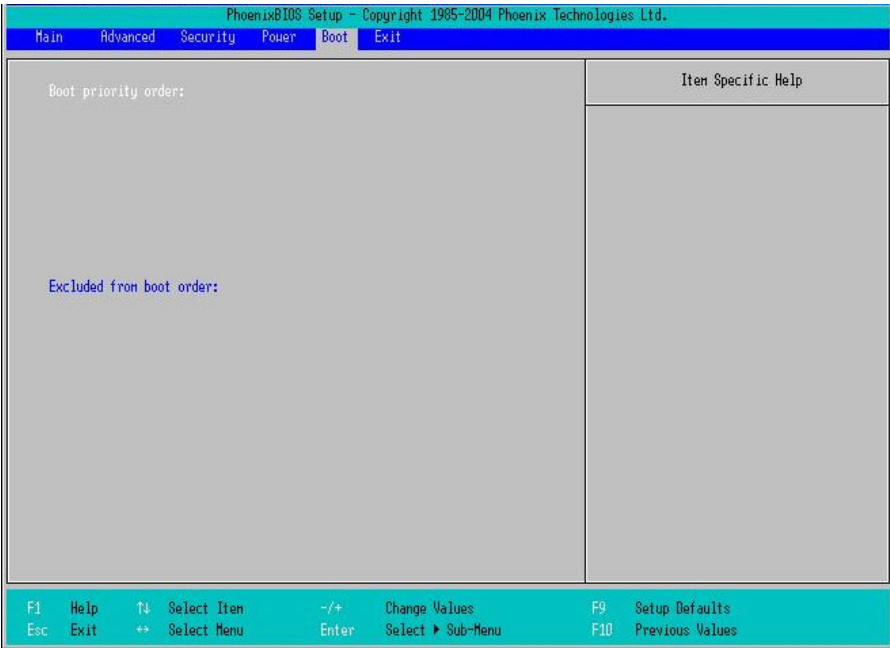 PhoenixBIOS Setup - Copyright 1985-2004 Phoenix Technologies Ltd.
Main Advanced Security Power Boot Exit
Item Specific Help
Boot priority order:
Excluded from boot order:
F1 Help ↑↓ Select Item -/+ Change Values F9 Setup Defaults
Esc Exit ↔ Select Menu Enter Select ▶ Sub-Menu F10 Previous Values